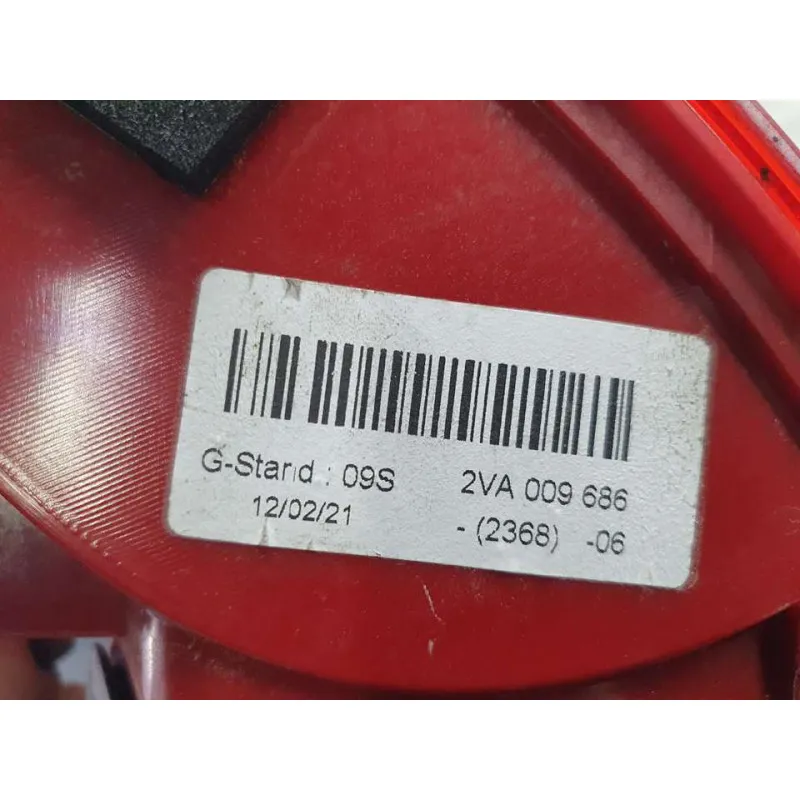 G-Stand : 09S 2VA 009 686
12/02/21 - (2368) -06